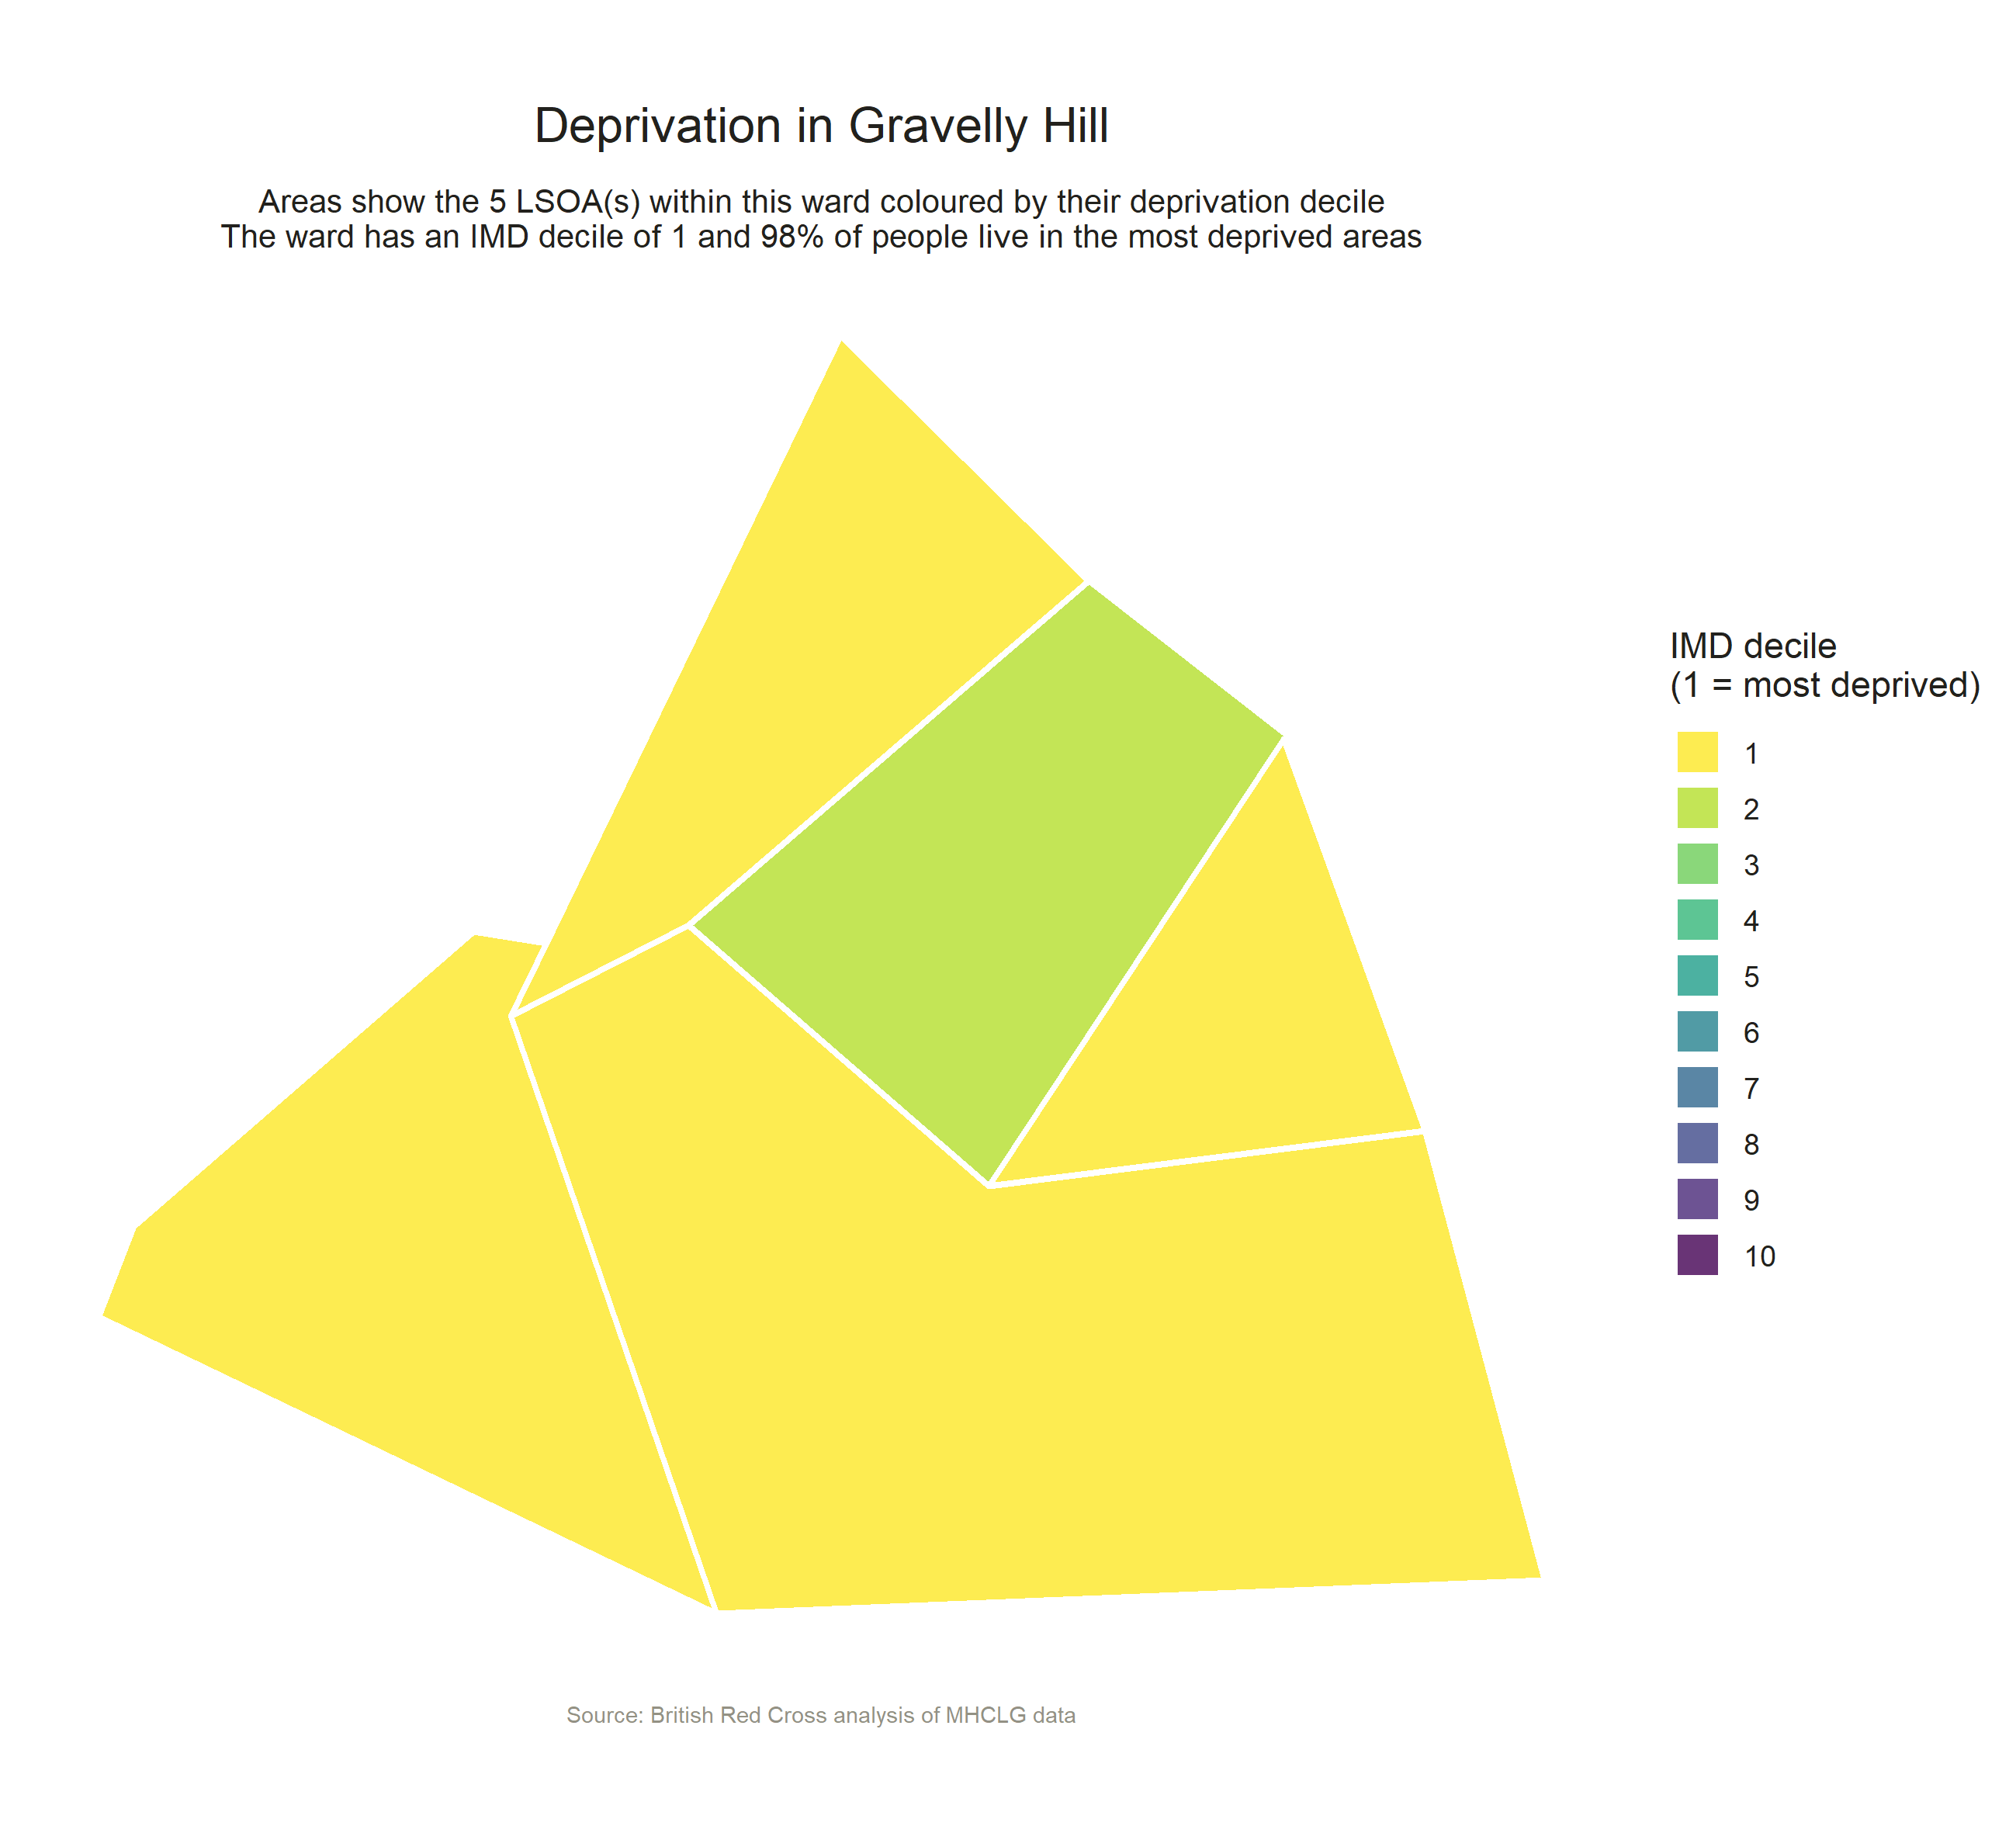 Deprivation in Gravelly Hill
Areas show the 5 LSOA(s) within this ward coloured by their deprivation decile
The ward has an IMD decile of 1 and 98% of people live in the most deprived areas
IMD decile
(1 = most deprived)
1
2
3
4
5
6
7
8
9
10
Source: British Red Cross analysis of MHCLG data